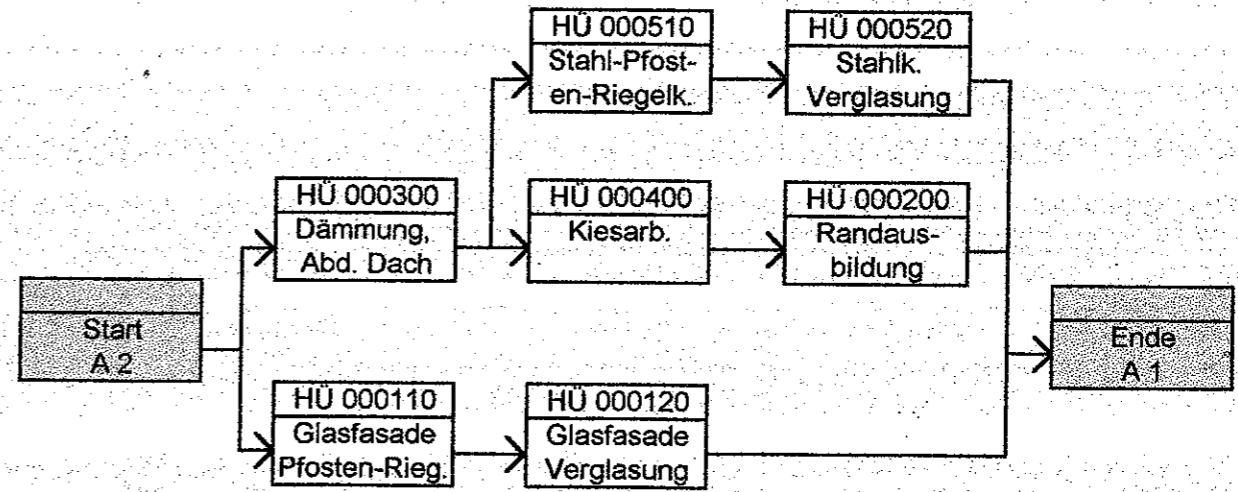 HÜ 000510
Stahl-Pfost-
en-Riegelk.
HÜ 000520
Stahlk.
Verglasung
HÜ 000300
Dämmung,
Abd. Dach
HÜ 000400
Kiesarb.
HÜ 000200
Randaus-
bildung
Start
A 2
Ende
A 1
HÜ 000110
Glasfasade
Pfosten-Rieg.
HÜ 000120
Glasfasade
Verglasung